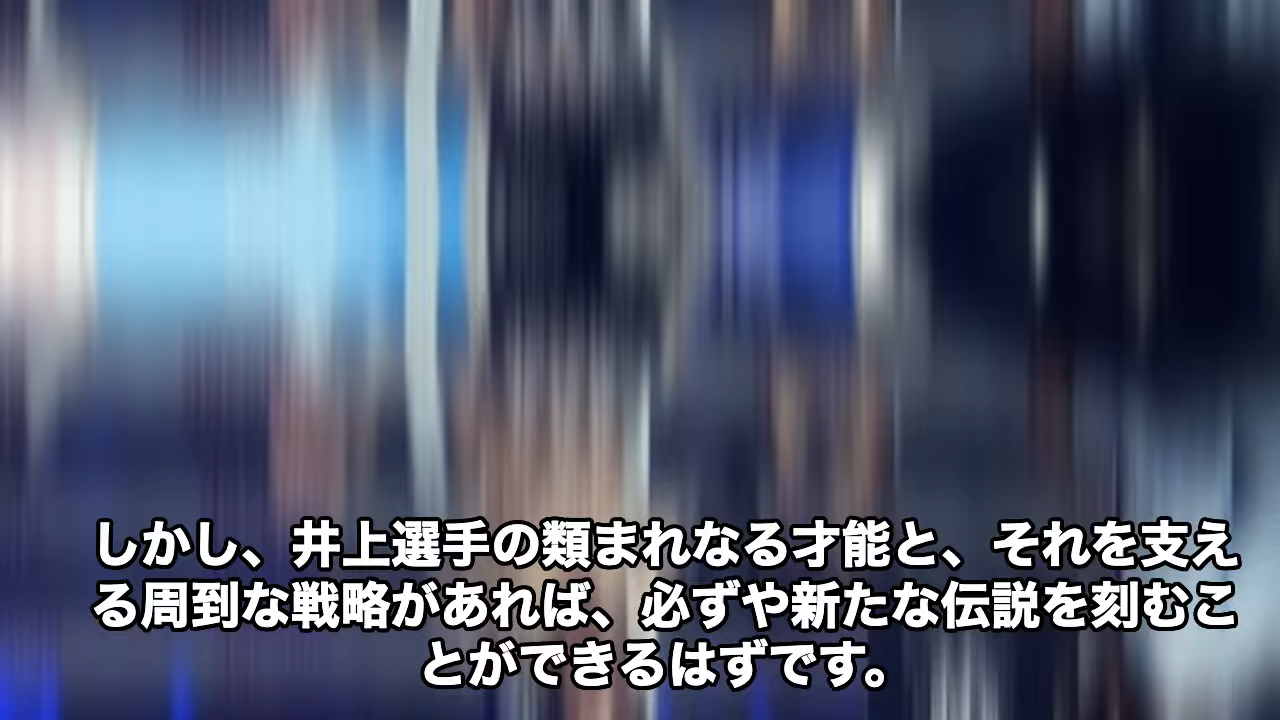 しかし、井上選手の類まれなる才能と、それを支え
る周到な戦略があれば、必ずや新たな伝説を刻むこ
とができるはずです。